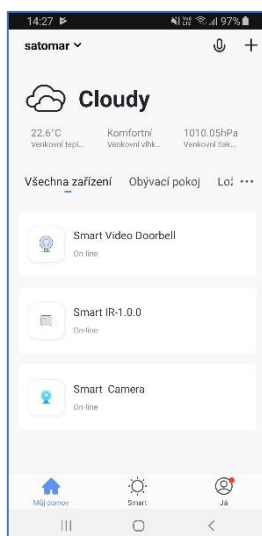 14:27 97%
satomar
Cloudy
22.6°C Komfortní 1010.05hPa
Venkovní tepl... Venkovní vlhk... Venkovní tlak...
Všechna zařízení Obývací pokoj Lož
Smart Video Doorbell
On-line
Smart IR-1.0.0
On-line
Smart Camera
On-line
Můj domov Smart Já